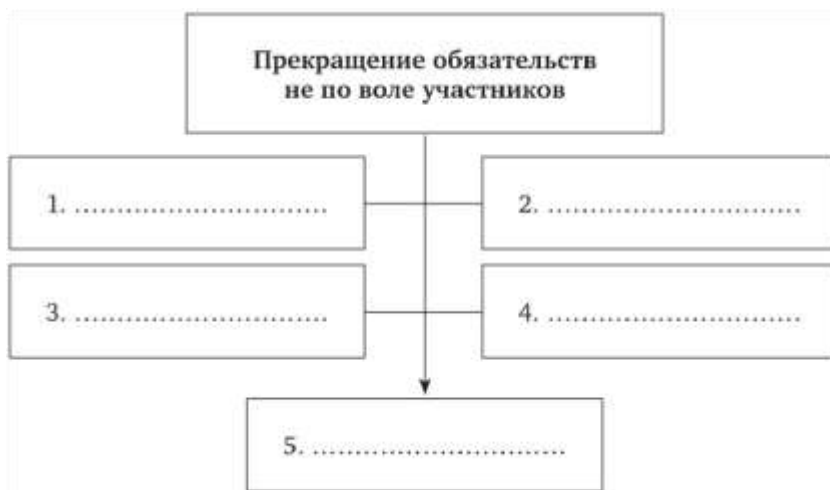 Прекращение обязательств
не по воле участников
1. ..............................
2. ..............................
3. ..............................
4. ..............................
5. ..............................